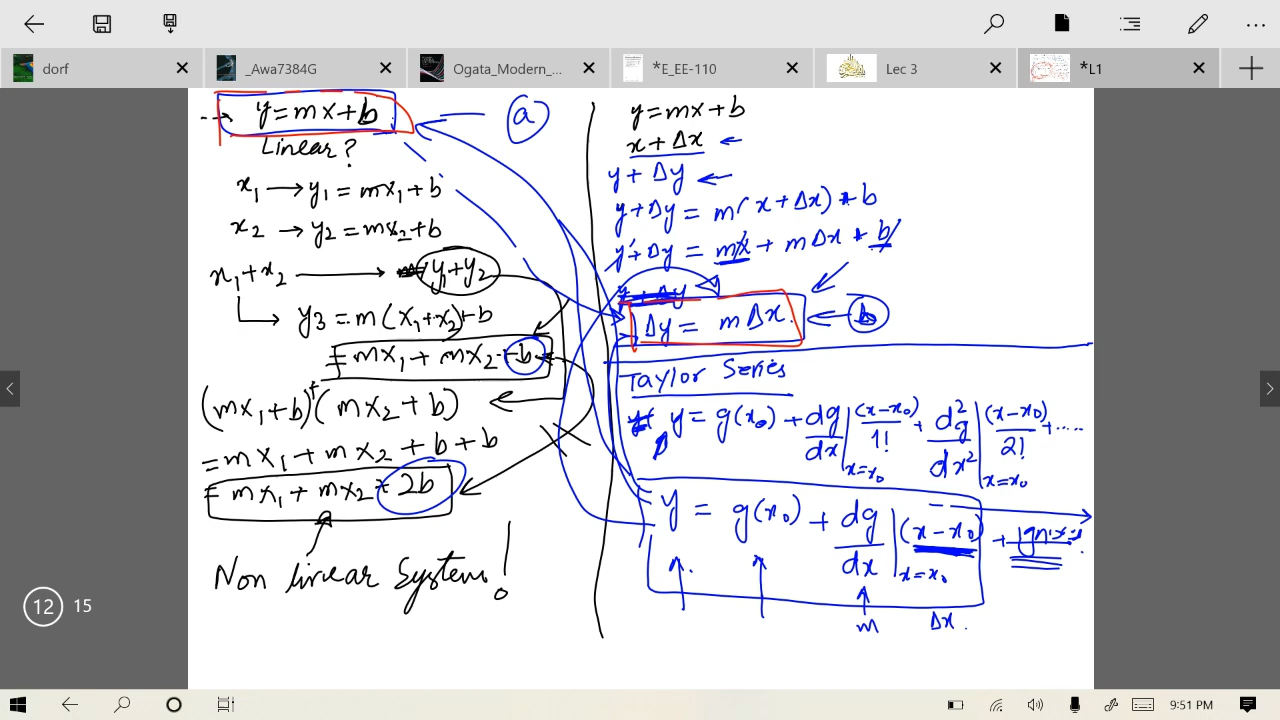 dorf
_Awa7384G
Ogata_Modern_...
*E_EE-110
Lec 3
*L1
y = mx + b
a
Linear?
x₁ → y₁ = mx₁ + b
x₂ → y₂ = mx₂ + b
x₁ + x₂ → y₁ + y₂
y₃ = m(x₁ + x₂) + b
= mx₁ + mx₂ + b
(mx₁ + b) + (mx₂ + b)
= mx₁ + mx₂ + b + b
= mx₁ + mx₂ + 2b
Non linear System!
y = mx + b
x + Δx
y + Δy
y + Δy = m(x + Δx) + b
y + Δy = mx + mΔx + b
Δy = mΔx.
b
Taylor Series
y = g(x₀) + dg/dx |x=x₀ (x-x₀)/1! + d²g/dx² |x=x₀ (x-x₀)/2! + ....
y = g(x₀) + dg/dx |x=x₀ (x-x₀) +
m Δx.
12 15
9:51 PM